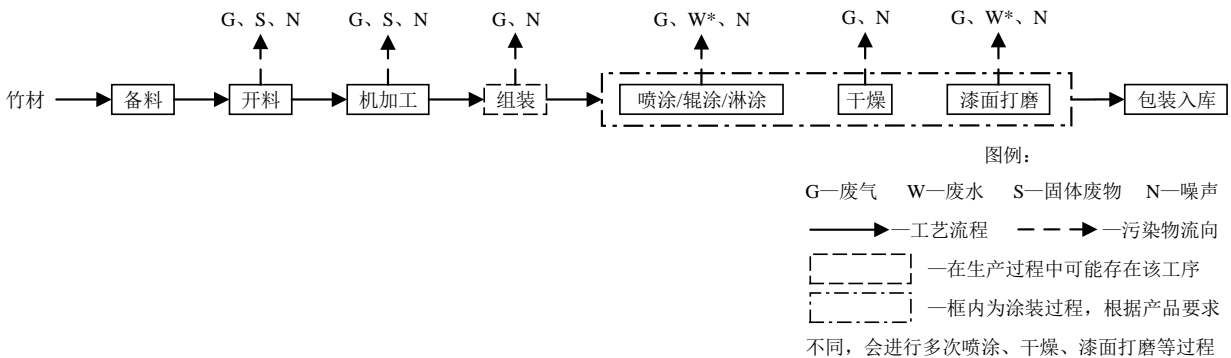 G、S、N
G、S、N
G、N
G、W*、N
G、N
G、W*、N
竹材
备料
开料
机加工
组装
喷涂/辊涂/淋涂
干燥
漆面打磨
包装入库
图例：
G—废气 W—废水 S—固体废物 N—噪声
—工艺流程 —污染物流向
—在生产过程中可能存在该工序
—框内为涂装过程，根据产品要求
不同，会进行多次喷涂、干燥、漆面打磨等过程